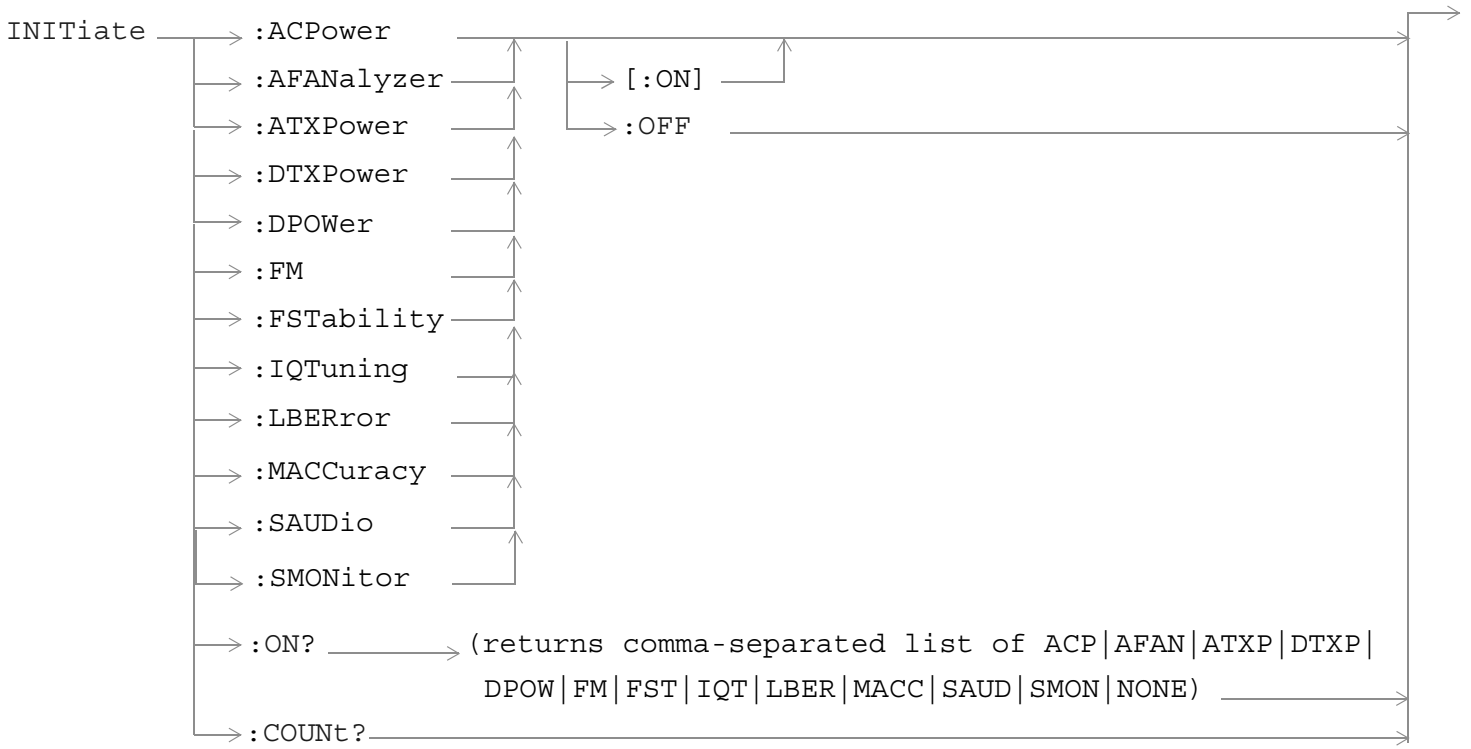 INITiate
:ACPower
:AFANalyzer
[:ON]
:ATXPower
:OFF
:DTXPower
:DPOWer
:FM
:FSTability
:IQTuning
:LBERror
:MACCuracy
:SAUDio
:SMONitor
:ON? (returns comma-separated list of ACP|AFAN|ATXP|DTXP|
DPOW|FM|FST|IQT|LBER|MACC|SAUD|SMON|NONE)
:COUNt?